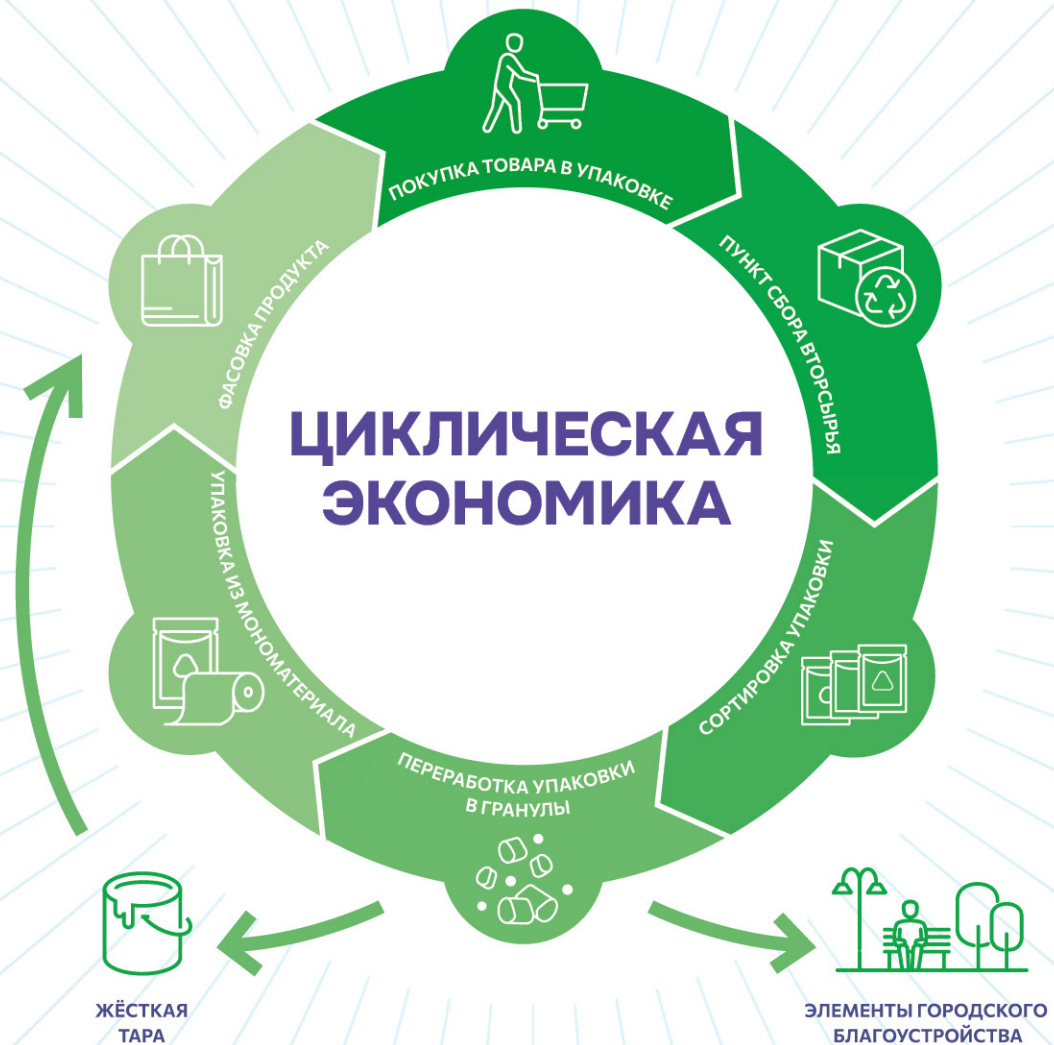 ПОКУПКА ТОВАРА В УПАКОВКЕ
ПУНКТ СБОРА ВТОРСЫРЬЯ
СОРТИРОВКА УПАКОВКИ
ПЕРЕРАБОТКА УПАКОВКИ
В ГРАНУЛЫ
УПАКОВКА ИЗ МОНОМАТЕРИАЛА
ФАСОВКА ПРОДУКТА
ЦИКЛИЧЕСКАЯ
ЭКОНОМИКА
ЖЁСТКАЯ
ТАРА
ЭЛЕМЕНТЫ ГОРОДСКОГО
БЛАГОУСТРОЙСТВА